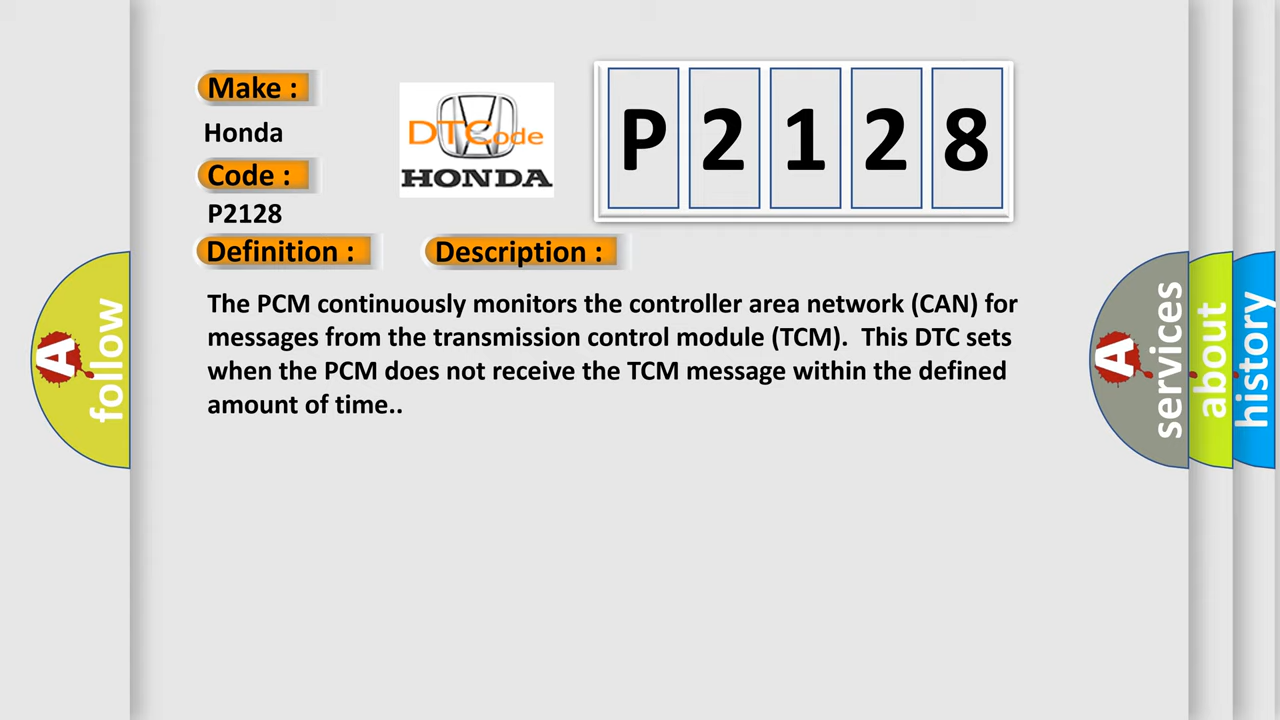 Make :
Honda
Code :
P2128
DTCode
HONDA
P 2 1 2 8
Definition :
Description :
The PCM continuously monitors the controller area network (CAN) for
messages from the transmission control module (TCM).  This DTC sets
when the PCM does not receive the TCM message within the defined
amount of time..
A follow
A services
about
history